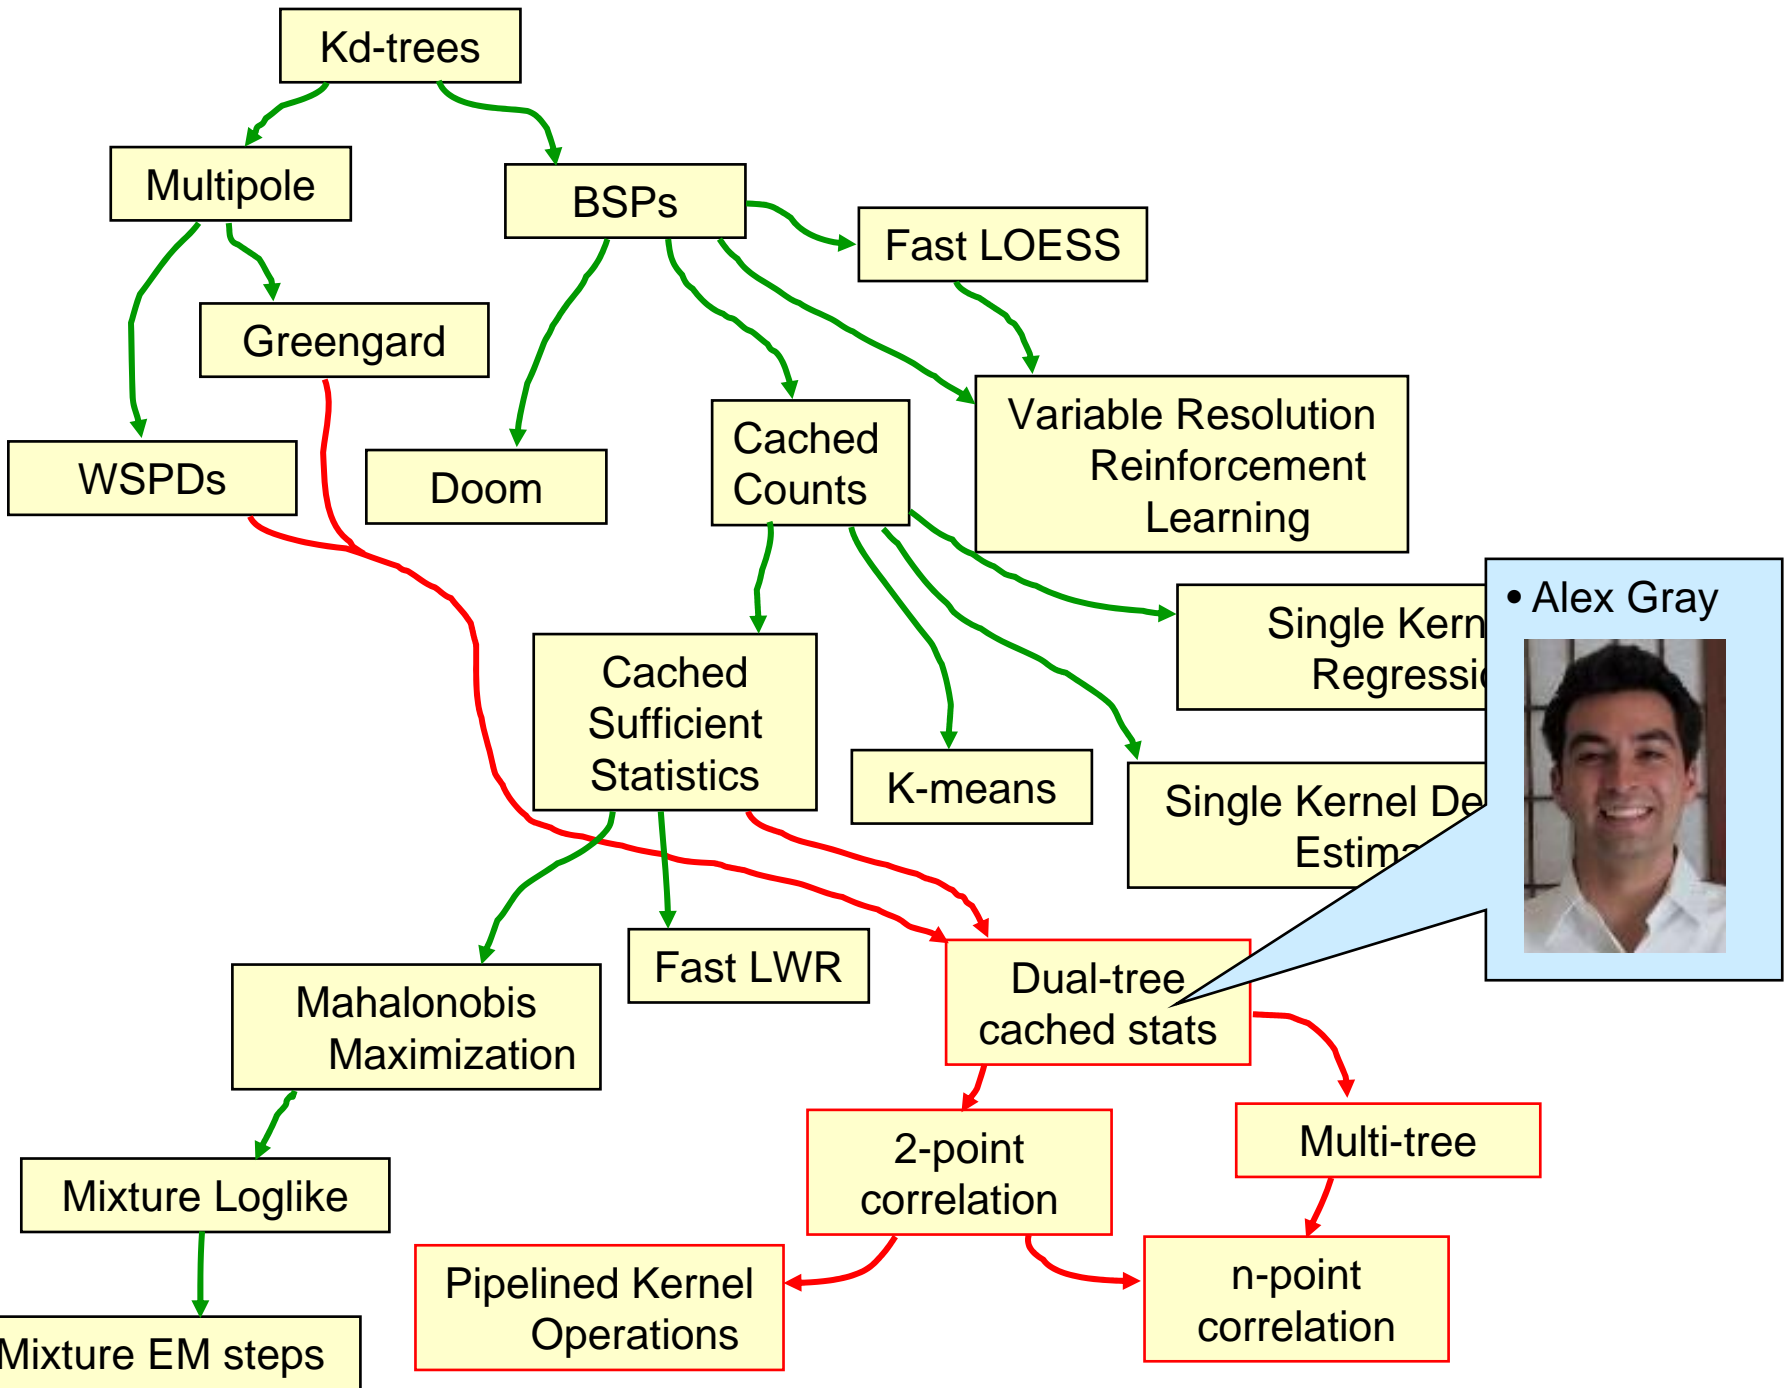 Kd-trees
Multipole
BSPs
Fast LOESS
Greengard
WSPDs
Doom
Cached
Counts
Variable Resolution
Reinforcement
Learning
• Alex Gray
Single Kern
Regressi
Cached
Sufficient
Statistics
K-means
Single Kernel De
Estima
Fast LWR
Dual-tree
cached stats
Mahalonobis
Maximization
2-point
correlation
Multi-tree
Mixture Loglike
Pipelined Kernel
Operations
n-point
correlation
Mixture EM steps